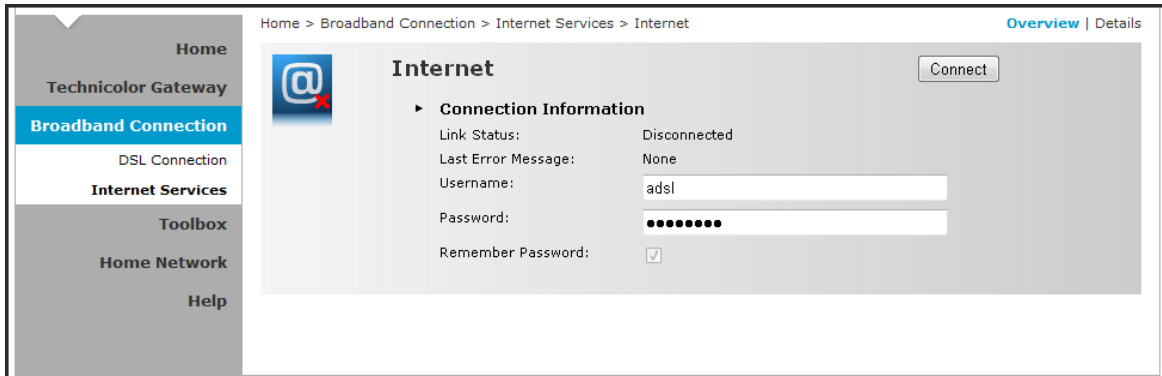 Home > Broadband Connection > Internet Services > Internet
Overview | Details
Home
Technicolor Gateway
Broadband Connection
DSL Connection
Internet Services
Toolbox
Home Network
Help
@
Internet
Connect
Connection Information
Link Status: Disconnected
Last Error Message: None
Username: adsl
Password: ●●●●●●●●
Remember Password: